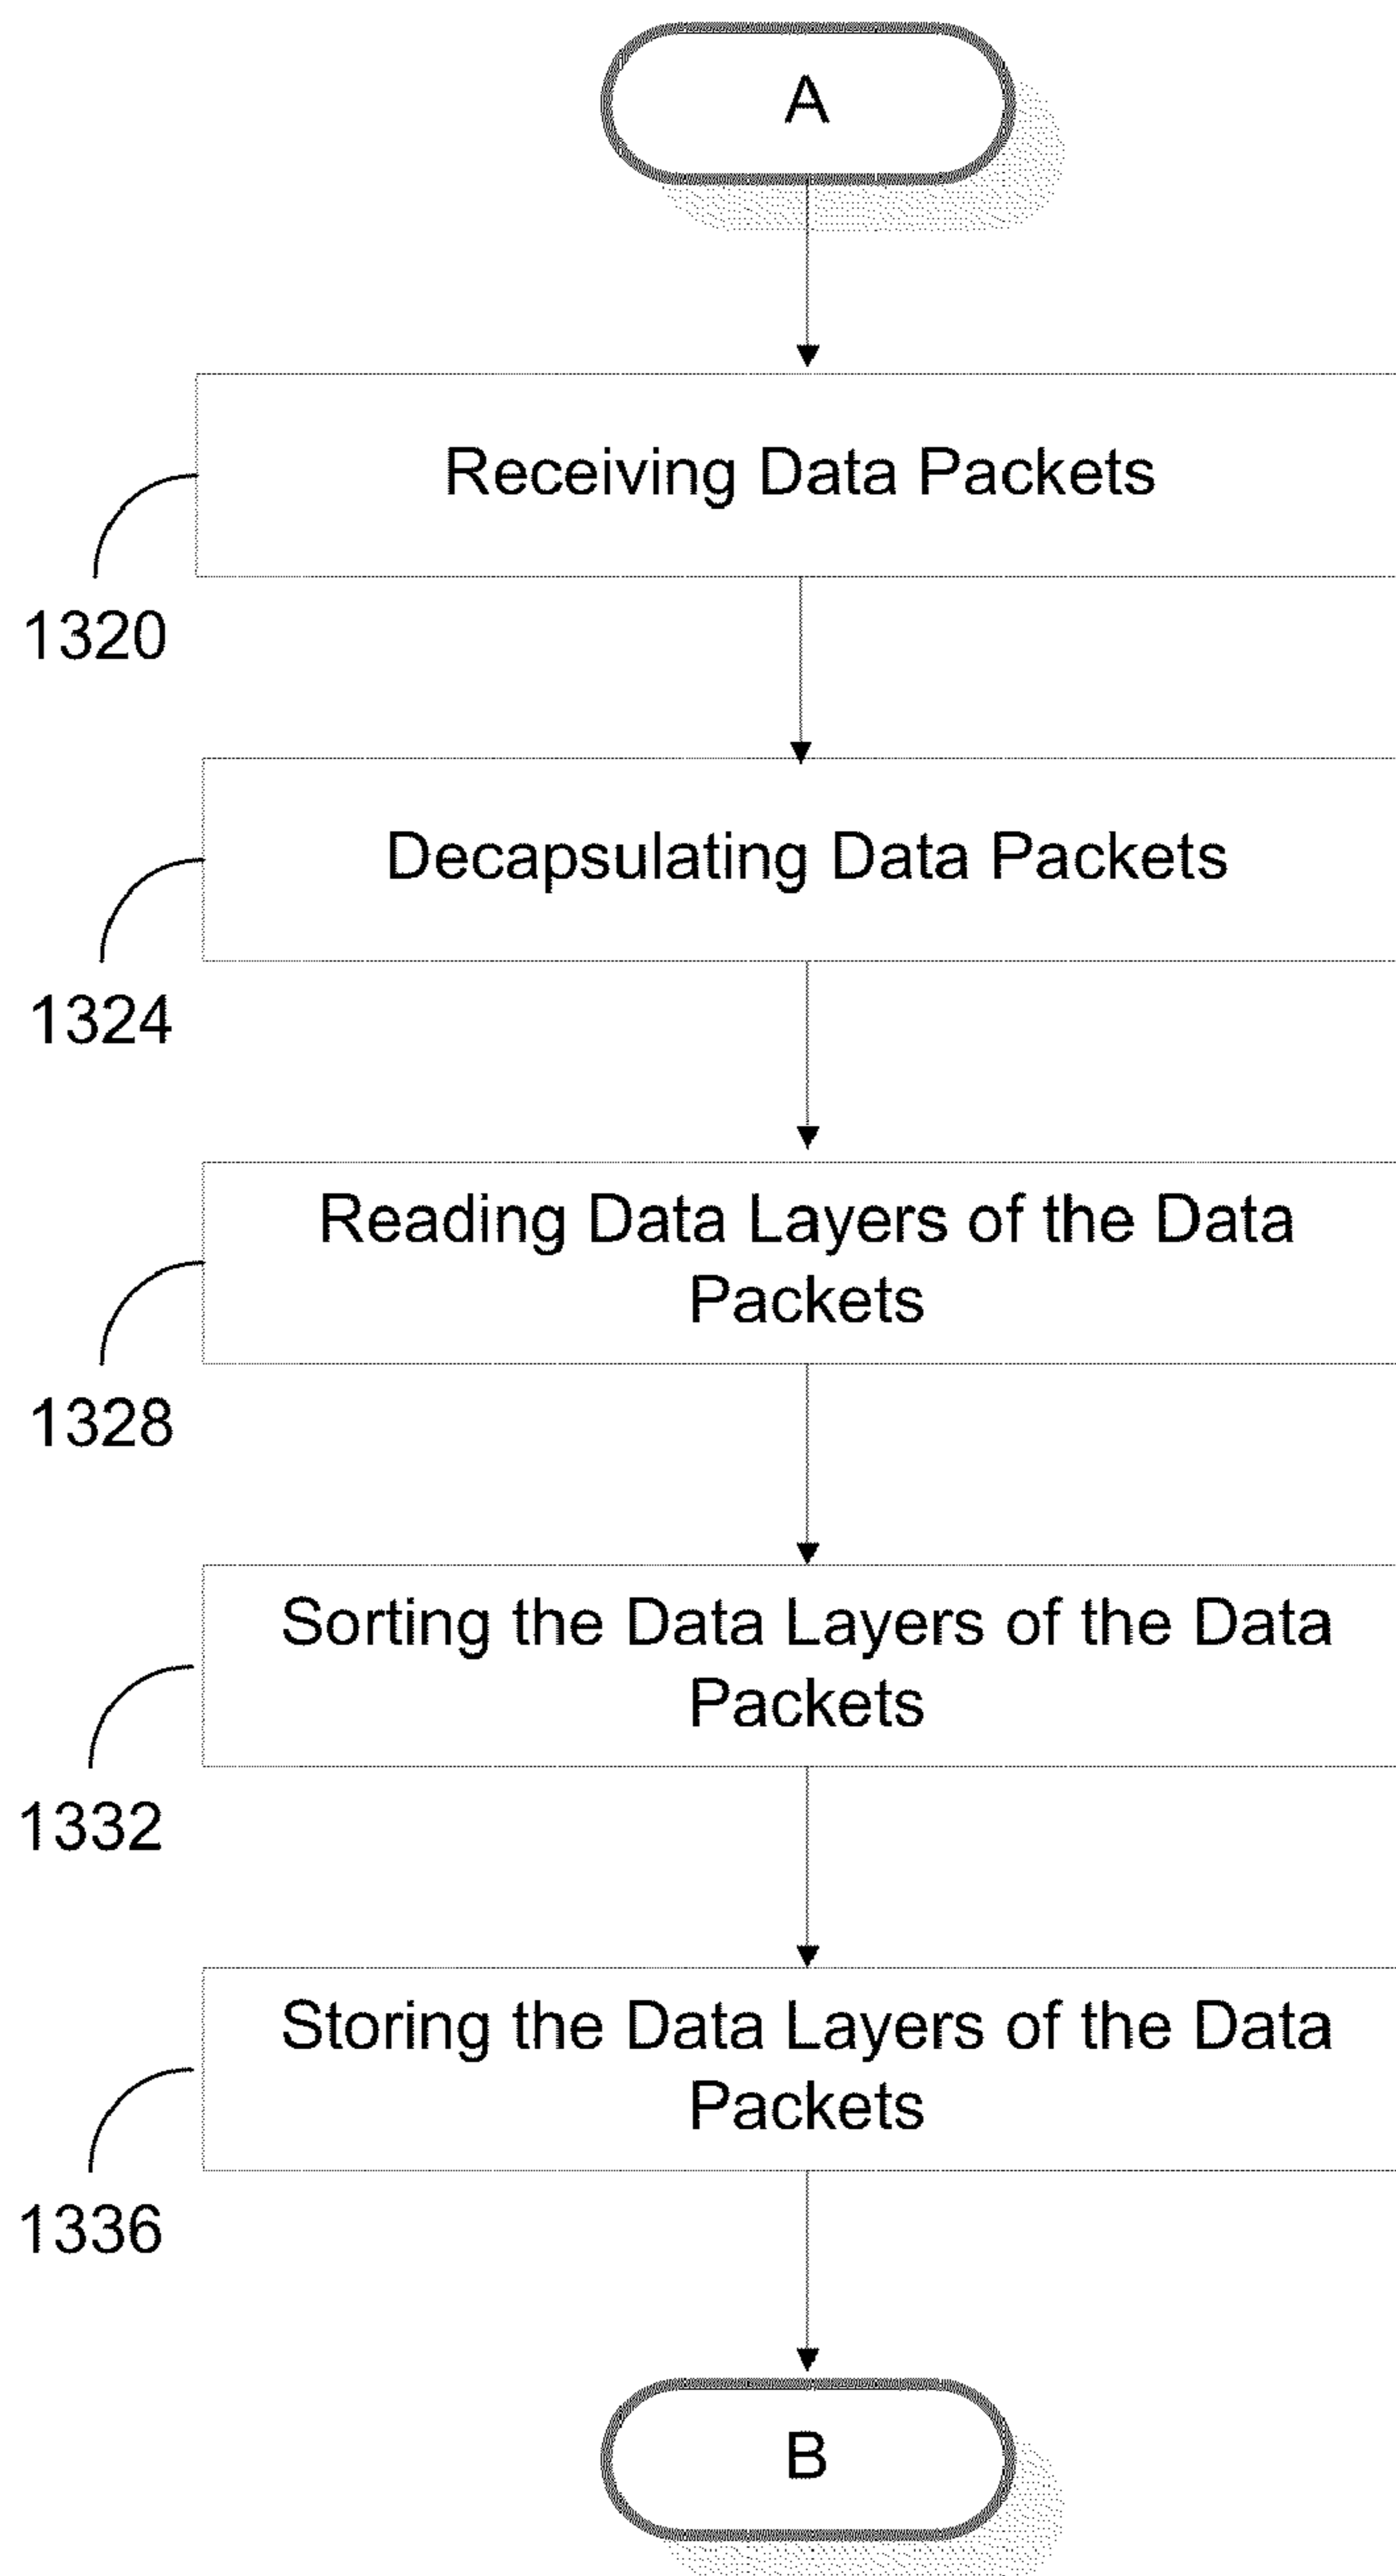 A
Receiving Data Packets
1320
Decapsulating Data Packets
1324
Reading Data Layers of the Data
Packets
1328
Sorting the Data Layers of the Data
Packets
1332
Storing the Data Layers of the Data
Packets
1336
B